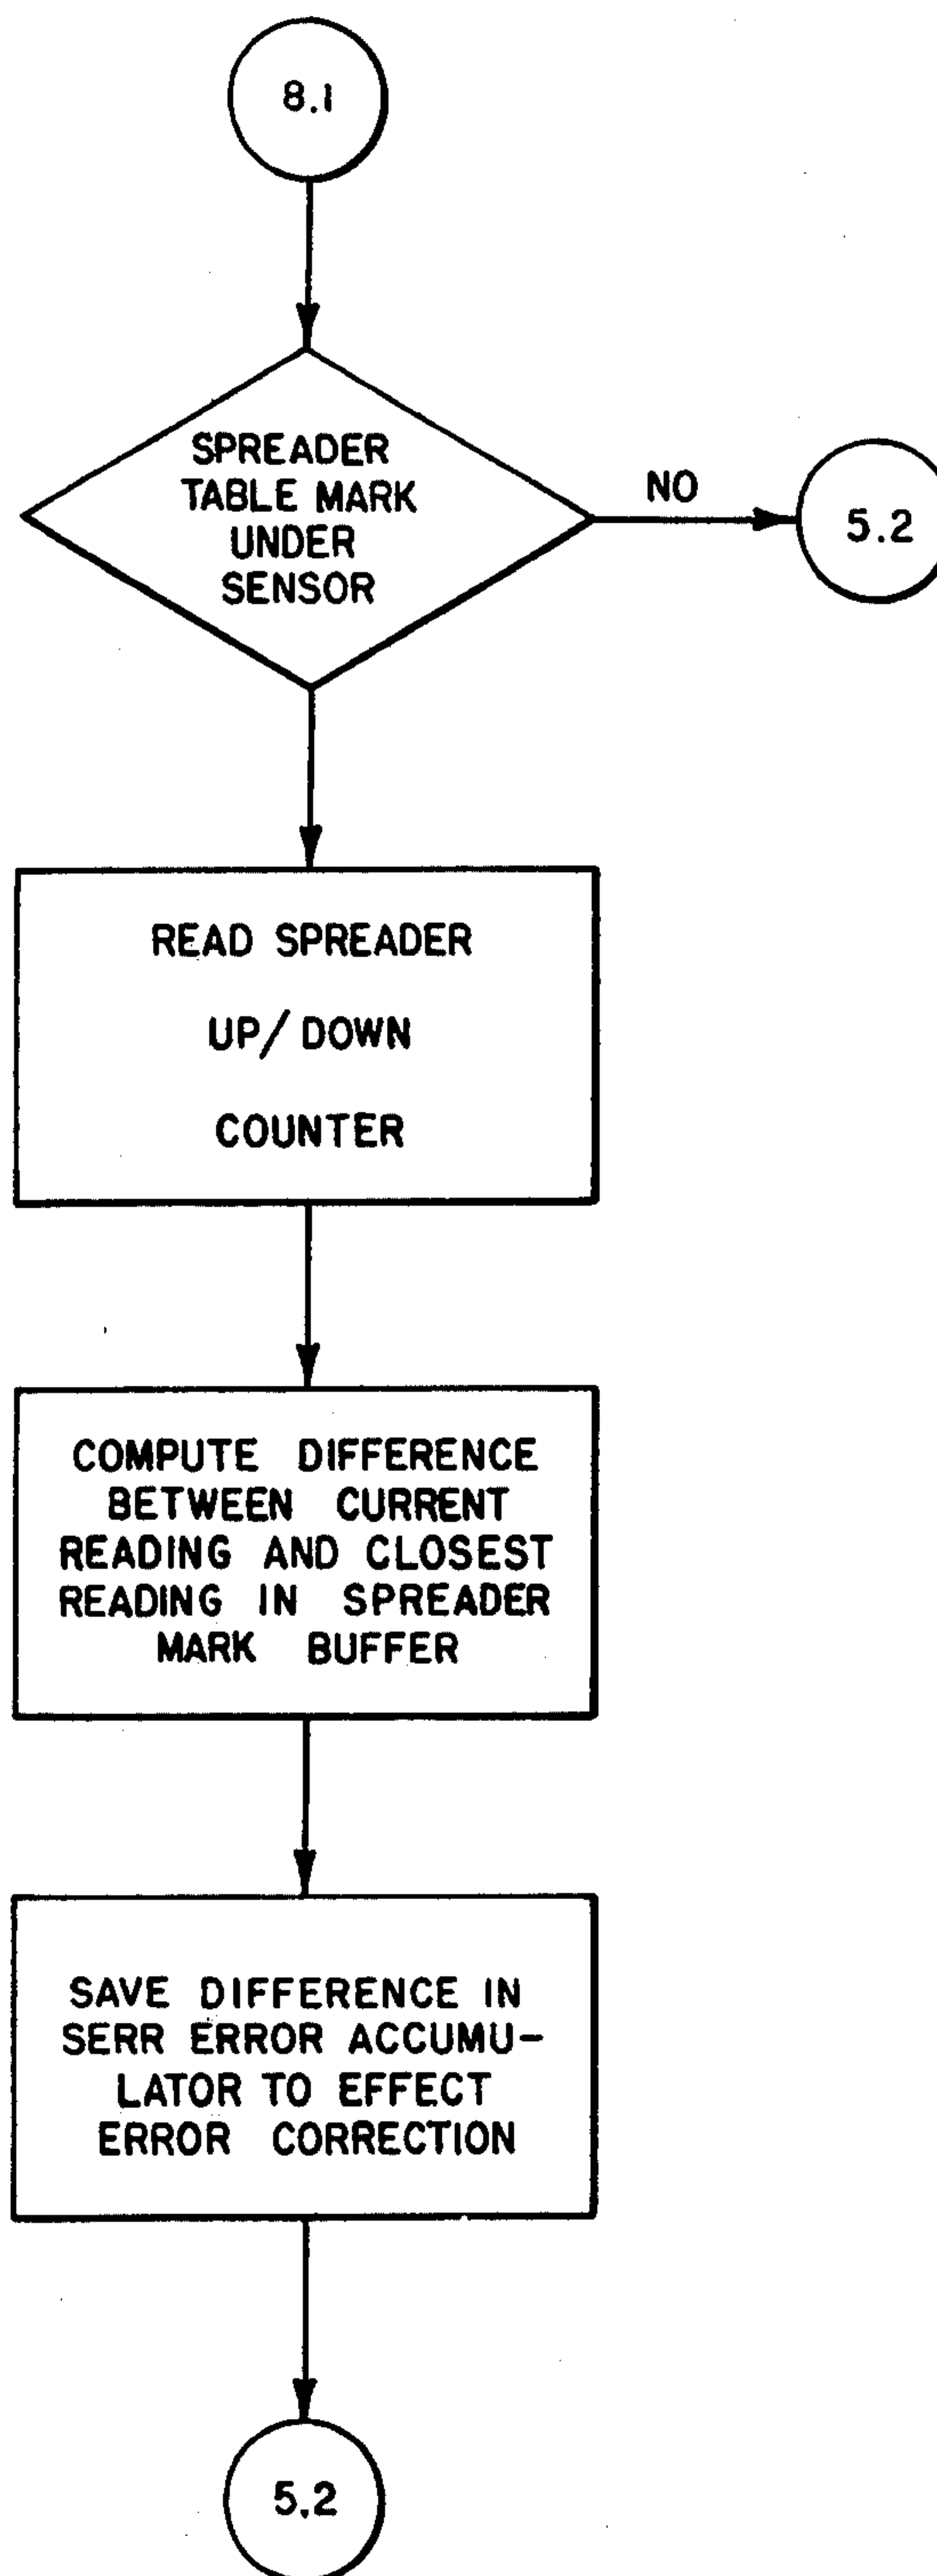 8.1
SPREADER
TABLE MARK
UNDER
SENSOR
NO
5.2
READ SPREADER
UP/DOWN
COUNTER
COMPUTE DIFFERENCE
BETWEEN CURRENT
READING AND CLOSEST
READING IN SPREADER
MARK BUFFER
SAVE DIFFERENCE IN
SERR ERROR ACCUMU-
LATOR TO EFFECT
ERROR CORRECTION
5.2